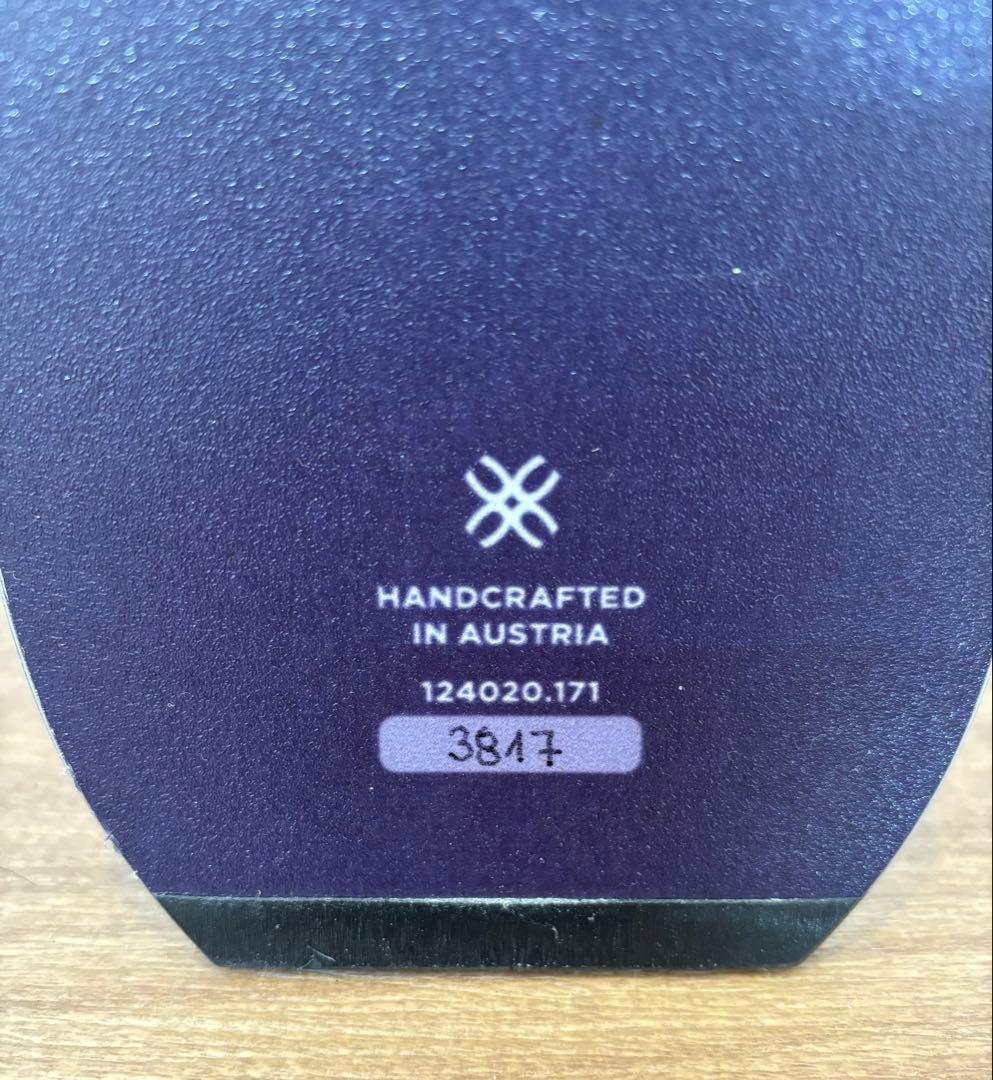 HANDCRAFTED
IN AUSTRIA
124020.171
3817